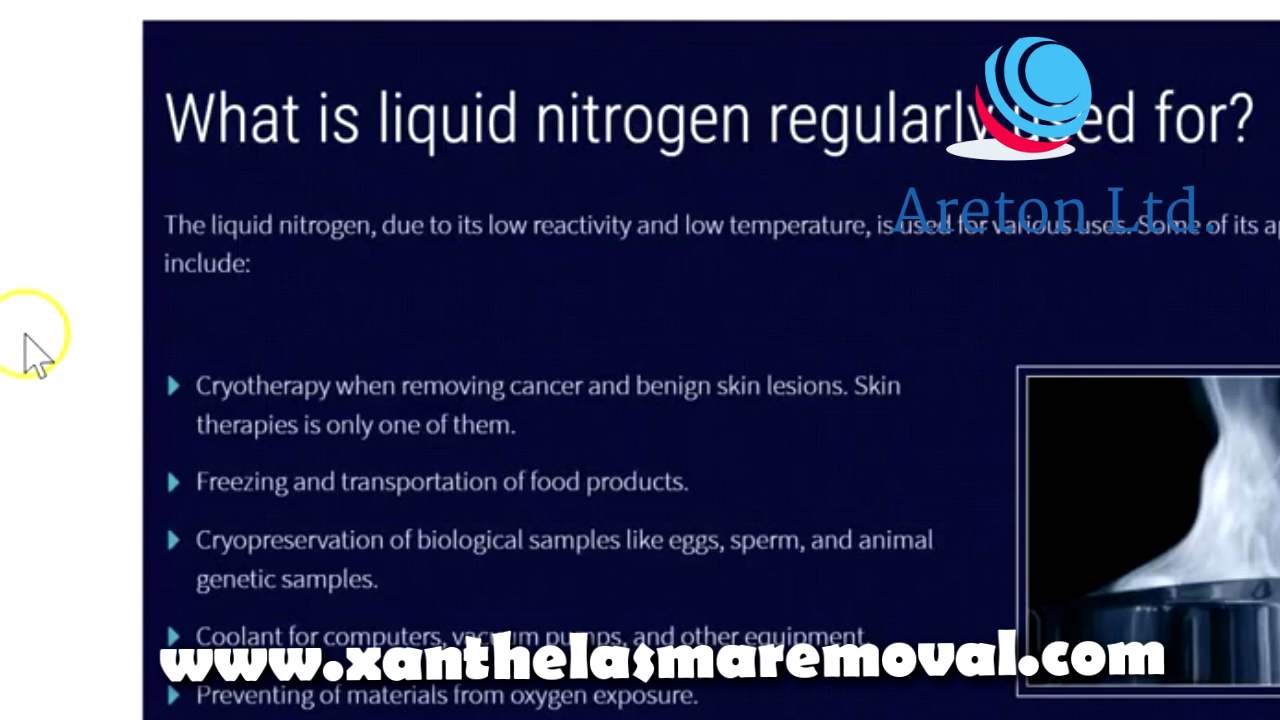 What is liquid nitrogen regularly used for?
Areton Ltd.
The liquid nitrogen, due to its low reactivity and low temperature, is used for various uses. Some of its
include:
Cryotherapy when removing cancer and benign skin lesions. Skin
therapies is only one of them.
Freezing and transportation of food products.
Cryopreservation of biological samples like eggs, sperm, and animal
genetic samples.
Coolant for computers, vacuum pumps, and other equipment.
www.xanthelasmaremoval.com
Preventing of materials from oxygen exposure.